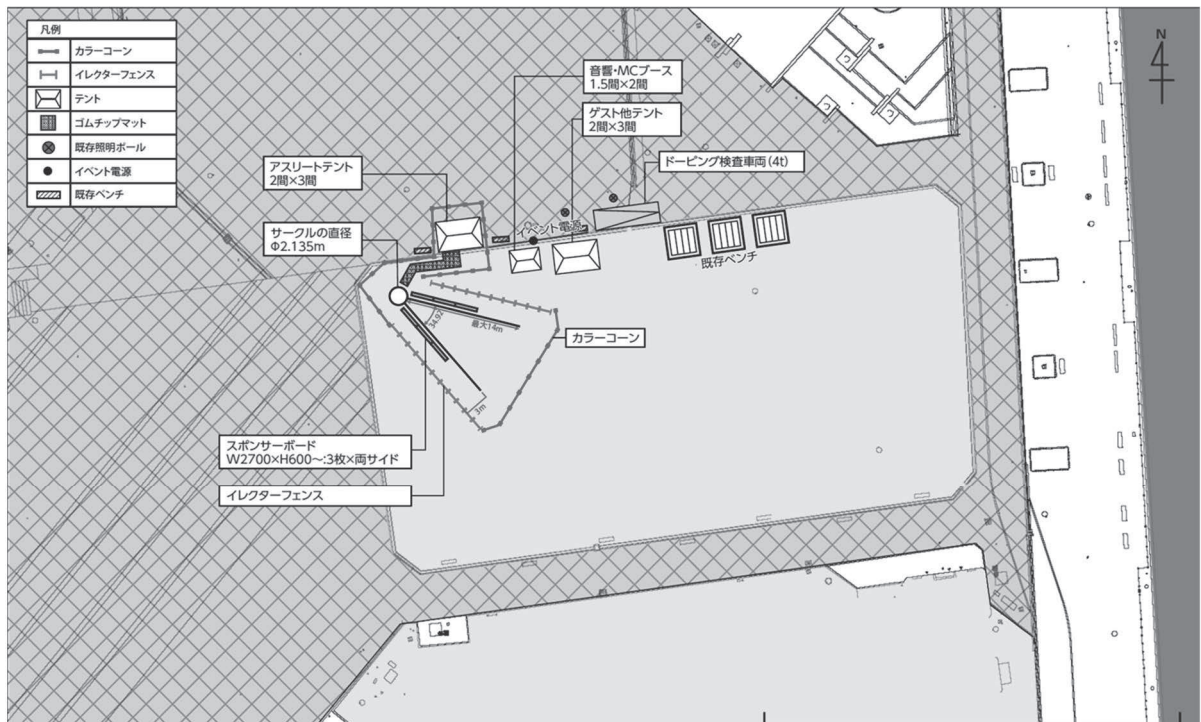 凡例
カラーコーン
イレクターフェンス
テント
ゴムチップマット
既存照明ポール
イベント電源
既存ベンチ
N
音響・MCブース
1.5間×2間
ゲスト他テント
2間×3間
ドーピング検査車両(4t)
アスリートテント
2間×3間
サークルの直径
Φ2.135m
イベント電源
既存ベンチ
34.92
最大14m
カラーコーン
3m
スポンサーボード
W2700×H600～:3枚×両サイド
イレクターフェンス